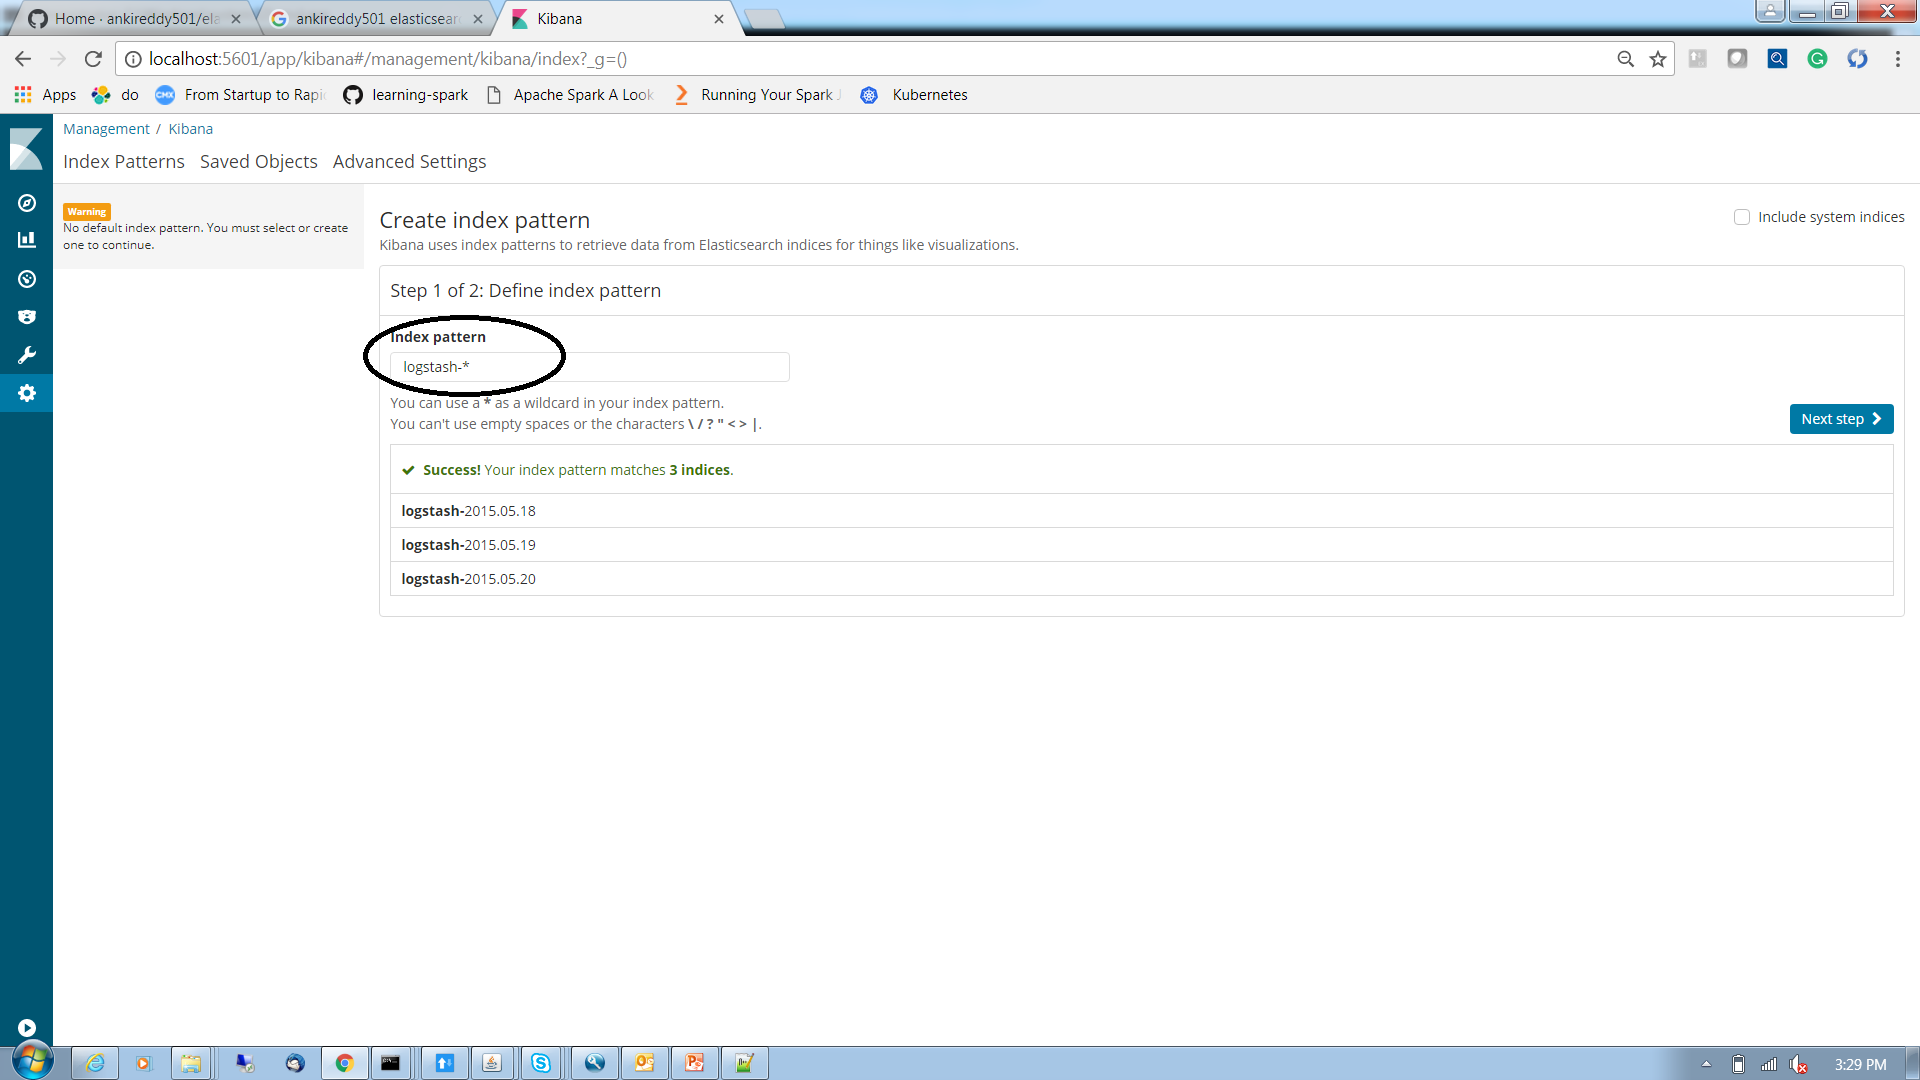 Home · ankireddy501/ela
ankireddy501 elasticsear
Kibana
localhost:5601/app/kibana#/management/kibana/index?_g=()
Apps
do
CMX
From Startup to Rapi
learning-spark
Apache Spark A Look
Running Your Spark J
Kubernetes
Management / Kibana
Index Patterns Saved Objects Advanced Settings
Warning
No default index pattern. You must select or create
one to continue.
Create index pattern
Include system indices
Kibana uses index patterns to retrieve data from Elasticsearch indices for things like visualizations.
Step 1 of 2: Define index pattern
Index pattern
logstash-*
You can use a * as a wildcard in your index pattern.
You can't use empty spaces or the characters \ / ? " < > |.
Next step
Success! Your index pattern matches 3 indices.
logstash-2015.05.18
logstash-2015.05.19
logstash-2015.05.20
3:29 PM